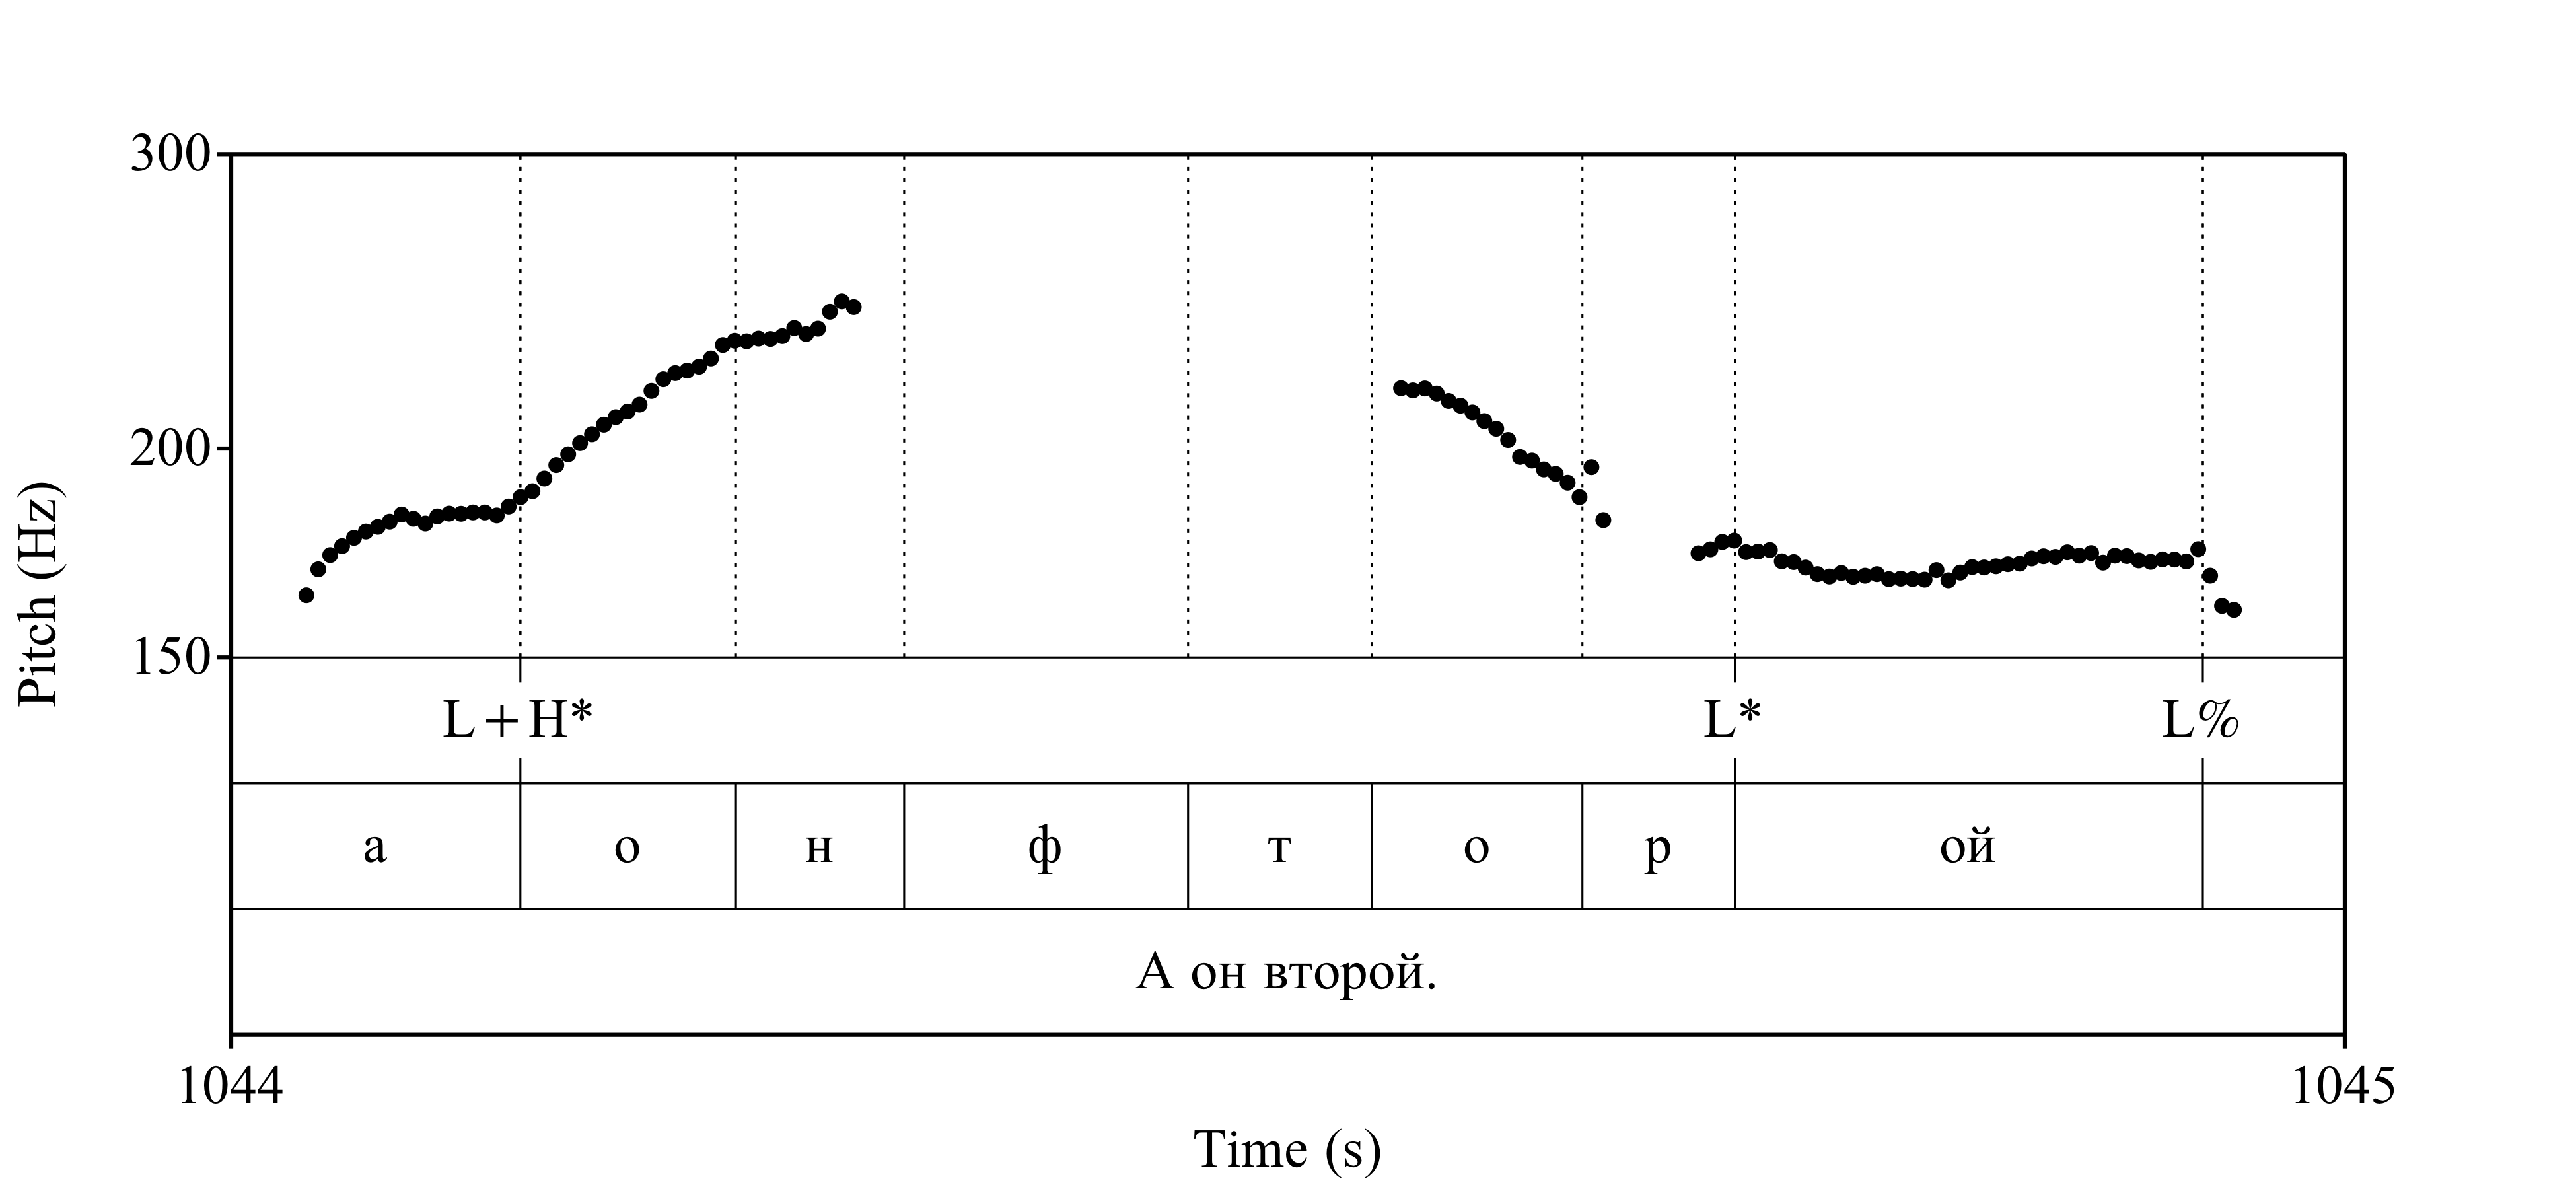 300
200
150
Pitch (Hz)
L+H* L* L%
а о н ф т о р ой
А он второй.
1044 1045
Time (s)